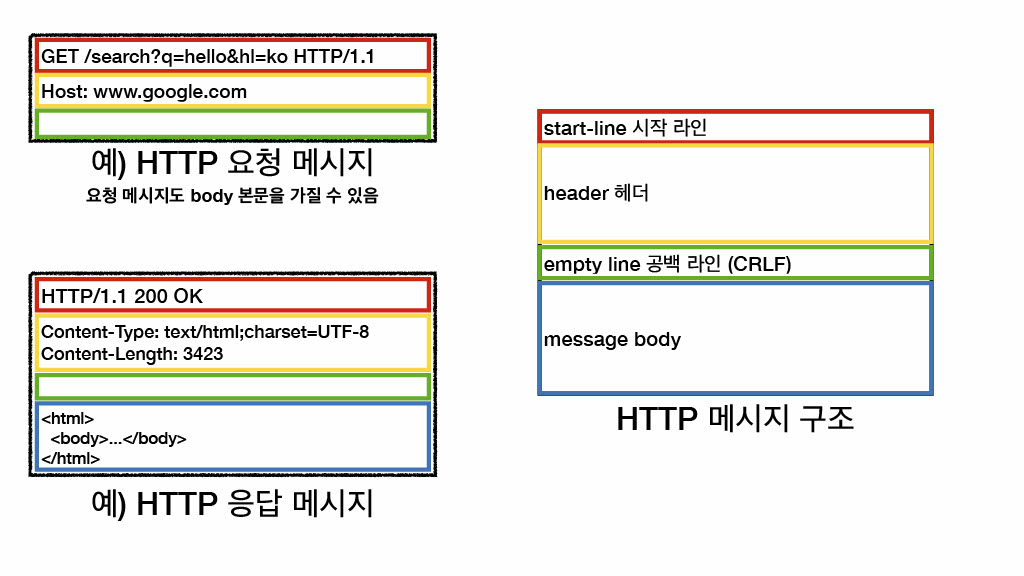 GET /search?q=hello&hl=ko HTTP/1.1
Host: www.google.com
예) HTTP 요청 메시지
요청 메시지도 body 본문을 가질 수 있음
HTTP/1.1 200 OK
Content-Type: text/html;charset=UTF-8
Content-Length: 3423
<html>
<body>...</body>
</html>
예) HTTP 응답 메시지
start-line 시작 라인
header 헤더
empty line 공백 라인 (CRLF)
message body
HTTP 메시지 구조